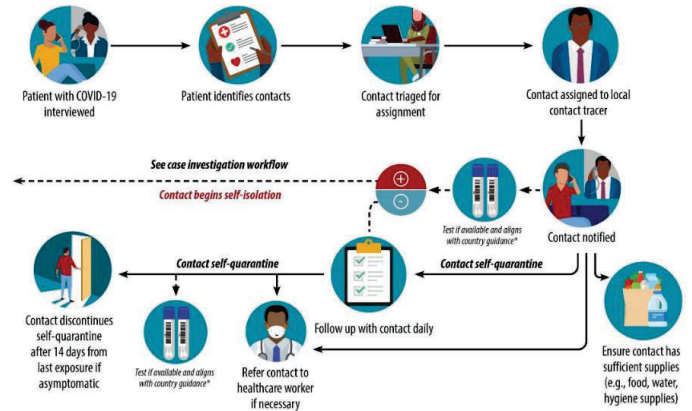 Patient with COVID-19
interviewed
Patient identifies contacts
Contact triaged for
assignment
Contact assigned to local
contact tracer
See case investigation workflow
Contact begins self-isolation
+
-
Test if available and aligns
with country guidance*
Contact notified
Contact self-quarantine
Contact self-quarantine
Contact discontinues
self-quarantine
after 14 days from
last exposure if
asymptomatic
Test if available and aligns
with country guidance*
Refer contact to
healthcare worker
if necessary
Follow up with contact daily
Ensure contact has
sufficient supplies
(e.g., food, water,
hygiene supplies)